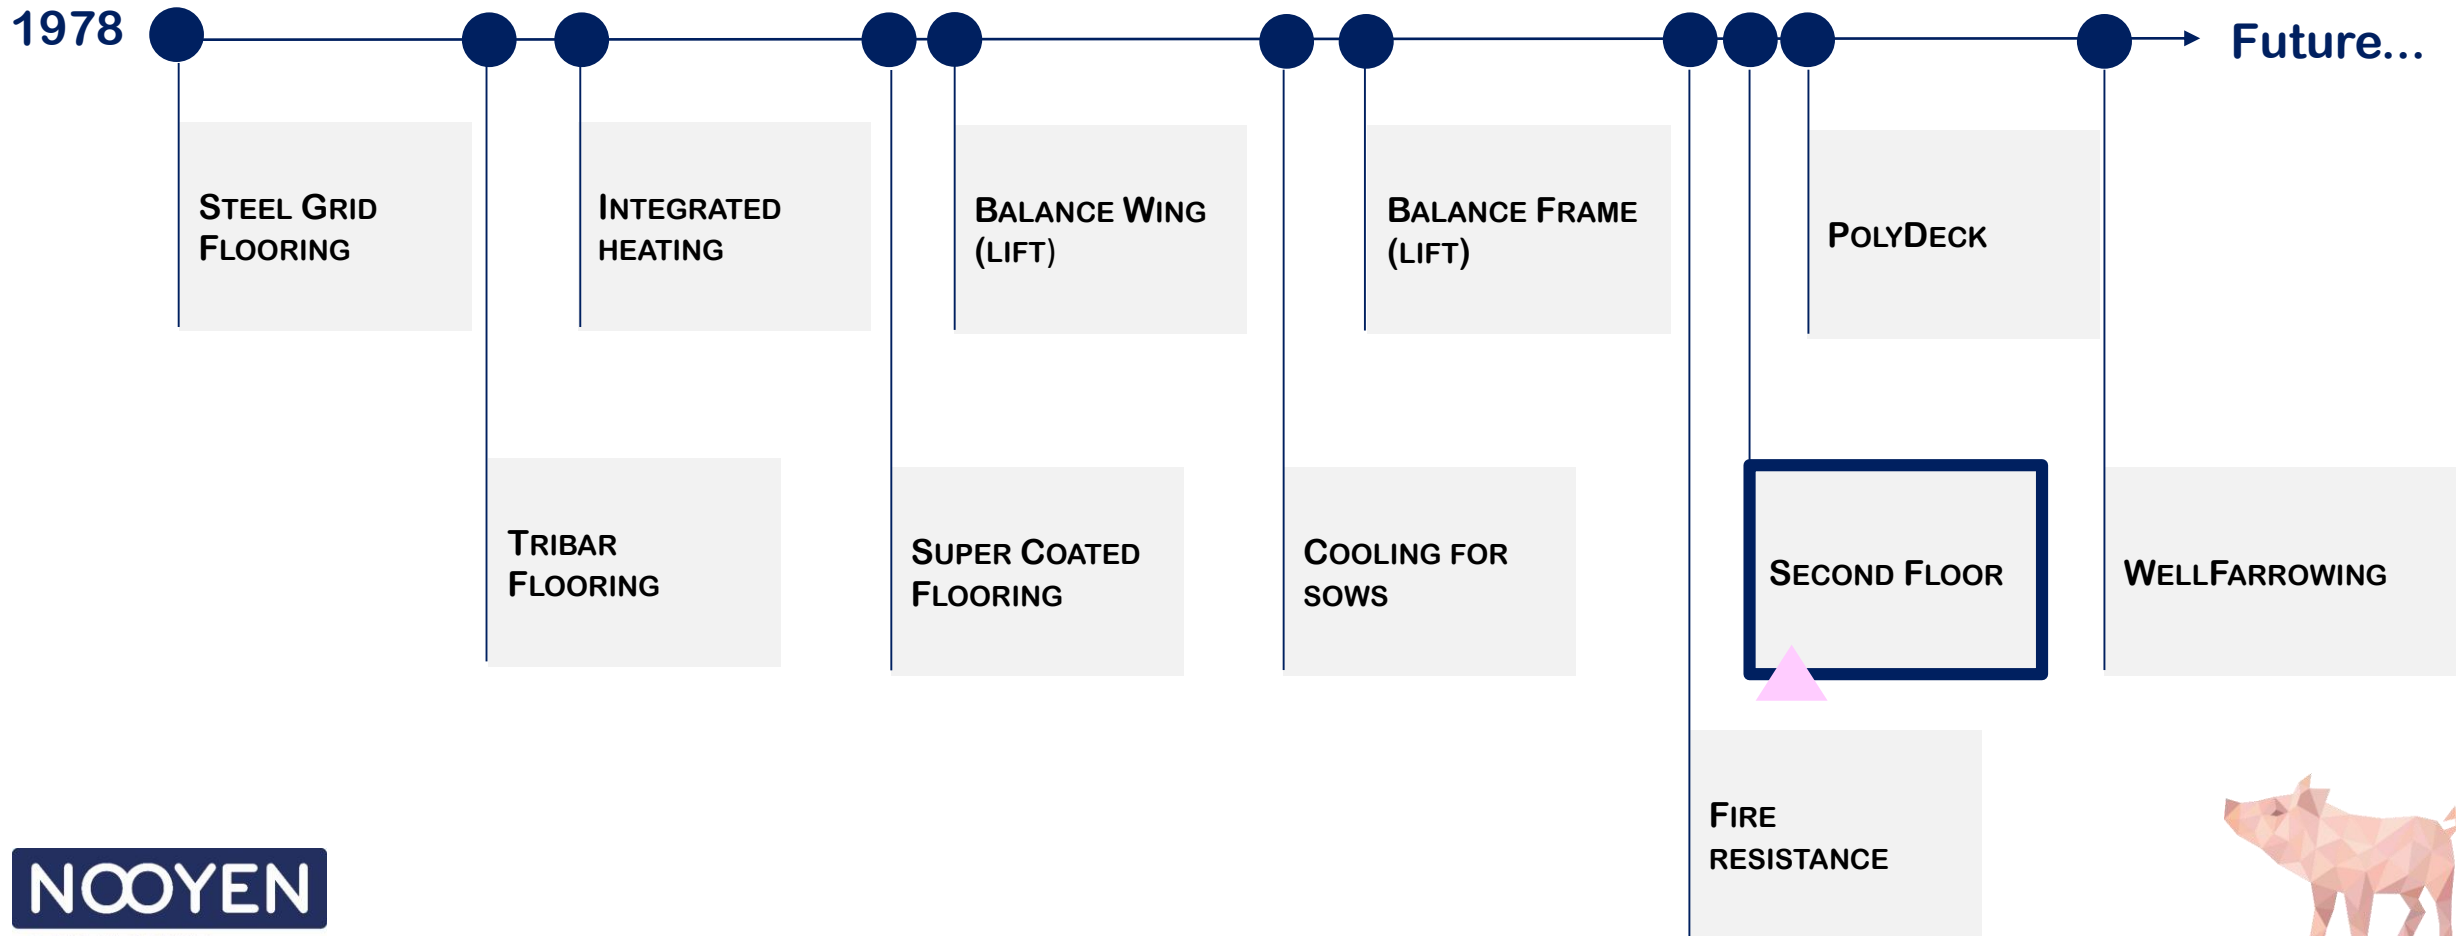 1978
Future...
Steel Grid
Flooring
Integrated
heating
Balance Wing
(lift)
Balance Frame
(lift)
PolyDeck
Tribar
Flooring
Super Coated
Flooring
Cooling for
sows
Second Floor
WellFarrowing
Fire
resistance
NOOYEN